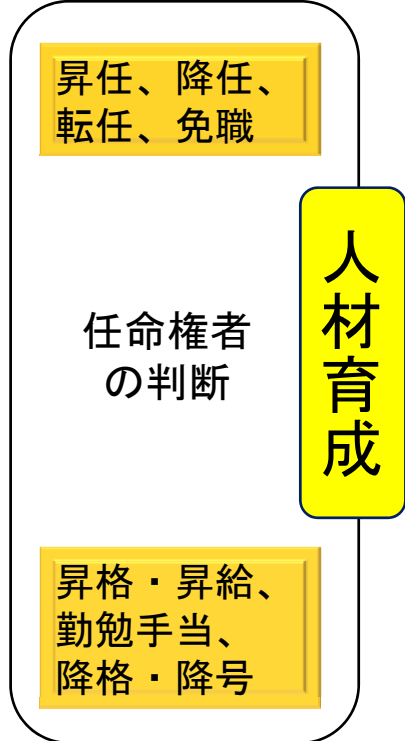 昇任、降任、
転任、免職
任命権者
の判断
人材育成
昇格・昇給、
勤勉手当、
降格・降号